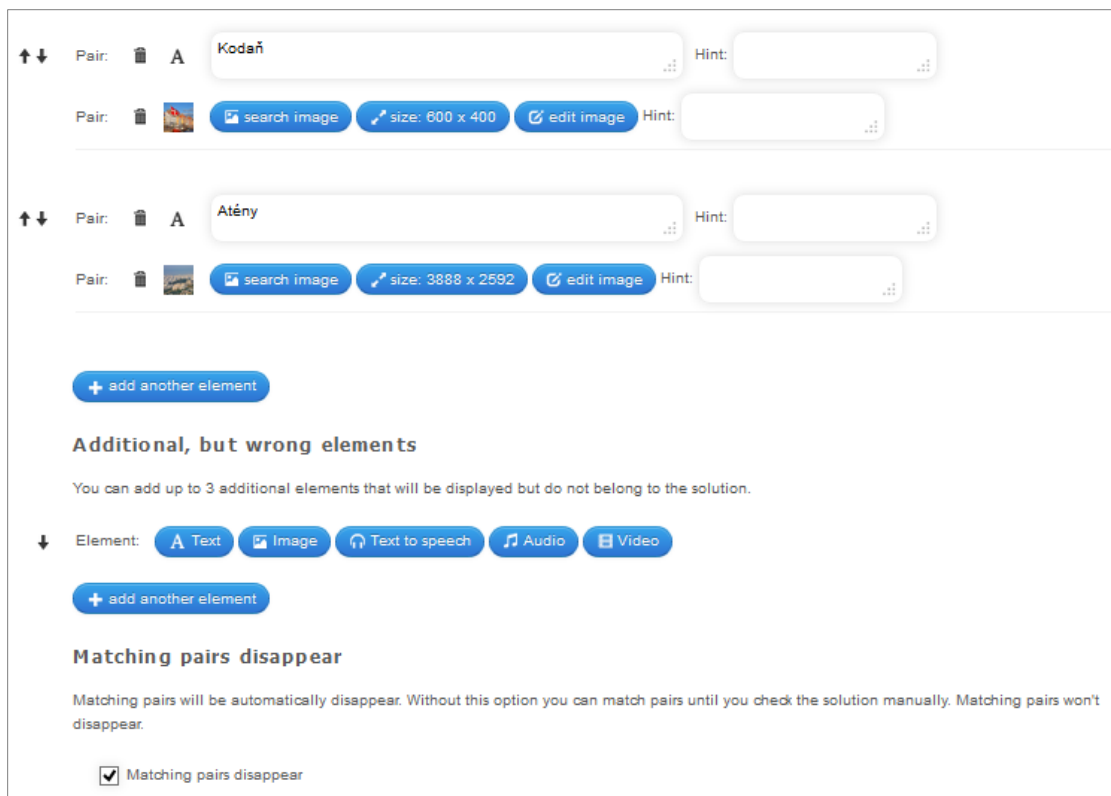 Pair: A Kodaň Hint:
Pair: search image size: 600 x 400 edit image Hint:
Pair: A Atény Hint:
Pair: search image size: 3888 x 2592 edit image Hint:
add another element
Additional, but wrong elements
You can add up to 3 additional elements that will be displayed but do not belong to the solution.
Element: A Text Image Text to speech Audio Video
add another element
Matching pairs disappear
Matching pairs will be automatically disappear. Without this option you can match pairs until you check the solution manually. Matching pairs won't
disappear.
Matching pairs disappear